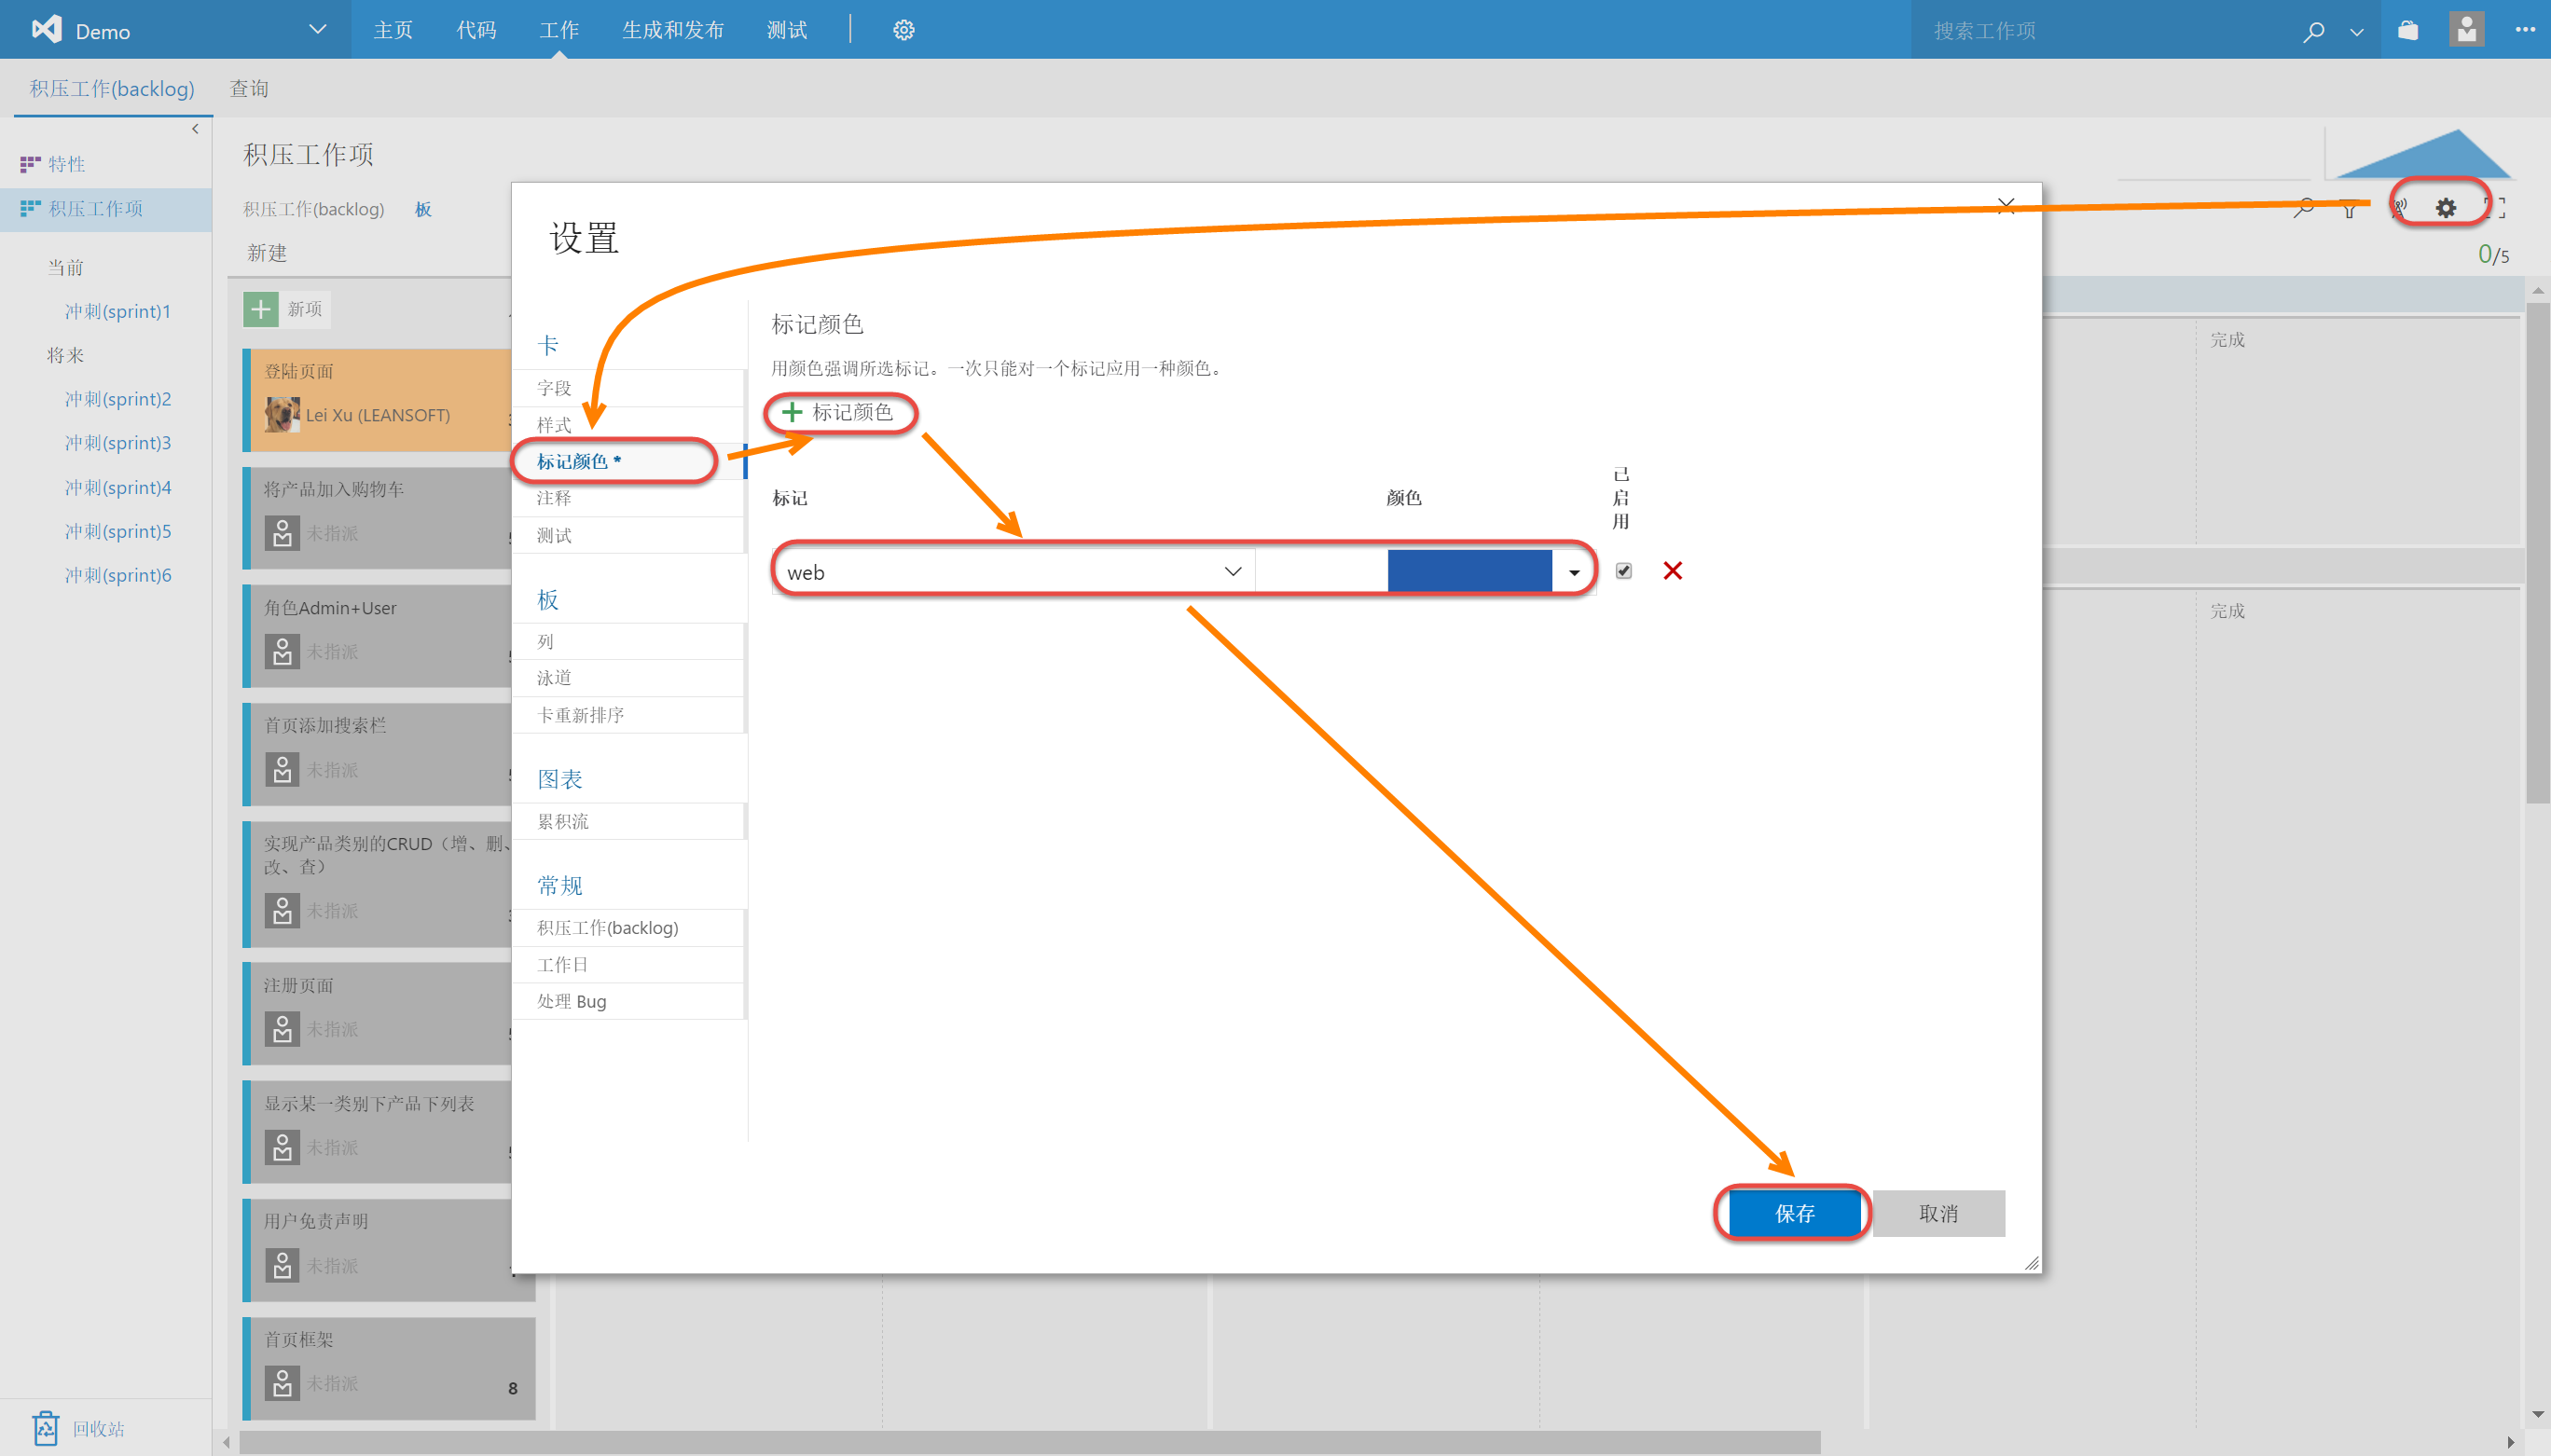 Demo
主页 代码 工作 生成和发布 测试
搜索工作项
积压工作(backlog) 查询
特性
积压工作项
当前
冲刺(sprint)1
将来
冲刺(sprint)2
冲刺(sprint)3
冲刺(sprint)4
冲刺(sprint)5
冲刺(sprint)6
回收站
积压工作项
积压工作(backlog) 板
新建
0/5
新项
登陆页面
Lei Xu (LEANSOFT)
将产品加入购物车
未指派
角色Admin+User
未指派
首页添加搜索栏
未指派
实现产品类别的CRUD（增、删、
改、查）
未指派
注册页面
未指派
显示某一类别下产品下列表
未指派
用户免责声明
未指派
首页框架
未指派
8
完成
完成
设置
卡
字段
样式
标记颜色 *
注释
测试
板
列
泳道
卡重新排序
图表
累积流
常规
积压工作(backlog)
工作日
处理 Bug
标记颜色
用颜色强调所选标记。一次只能对一个标记应用一种颜色。
标记颜色
标记 颜色 已启用
web
保存 取消